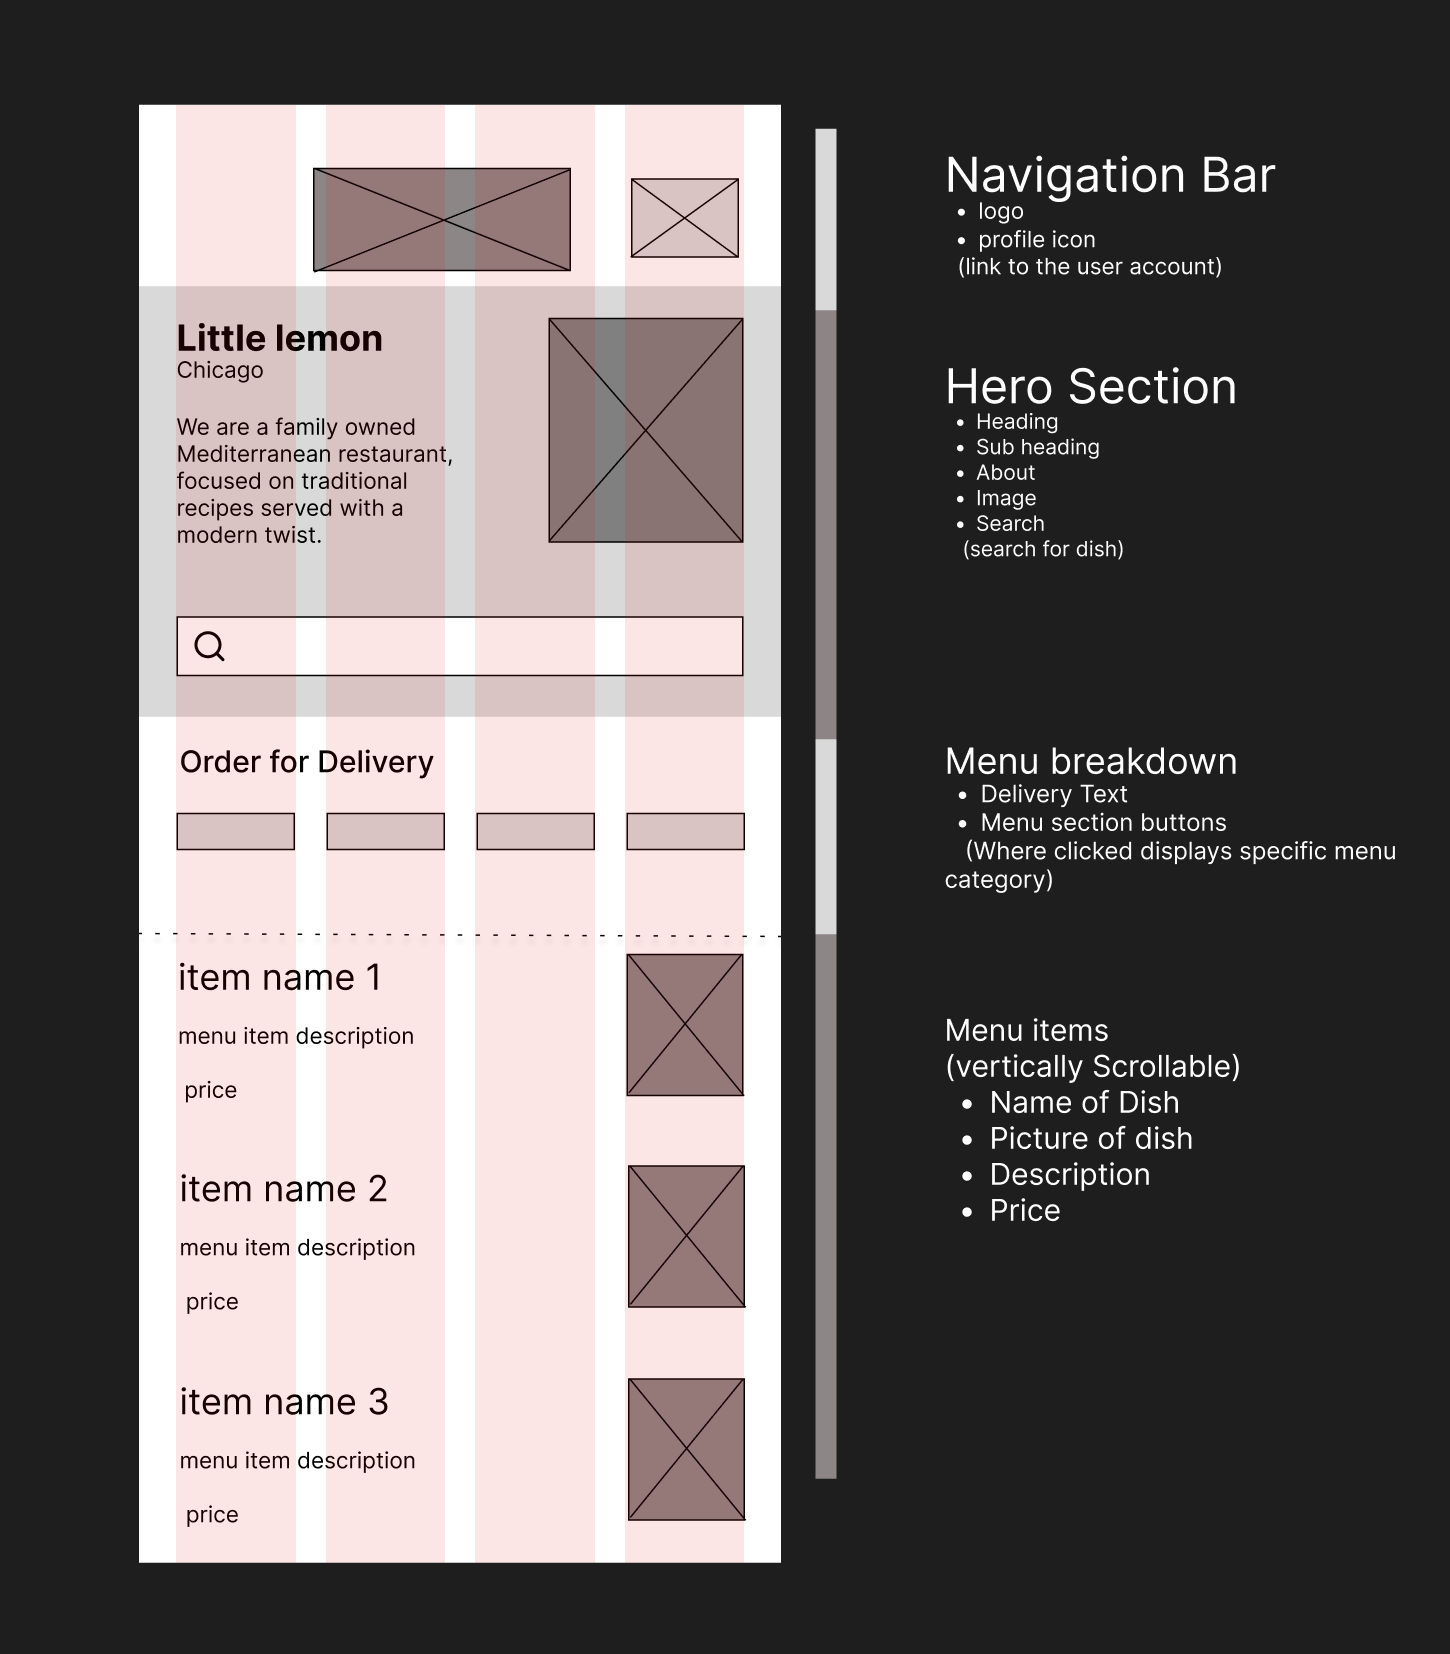 Little lemon
Chicago
We are a family owned
Mediterranean restaurant,
focused on traditional
recipes served with a
modern twist.
Order for Delivery
item name 1
menu item description
price
item name 2
menu item description
price
item name 3
menu item description
price
Navigation Bar
• logo
• profile icon
(link to the user account)
Hero Section
• Heading
• Sub heading
• About
• Image
• Search
(search for dish)
Menu breakdown
• Delivery Text
• Menu section buttons
(Where clicked displays specific menu
category)
Menu items
(vertically Scrollable)
• Name of Dish
• Picture of dish
• Description
• Price